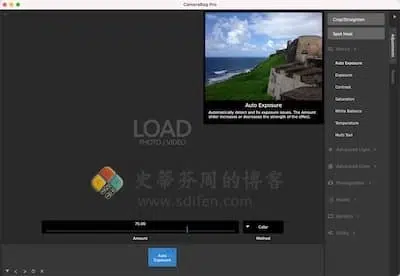 CameraBag Pro
Crop/Straighten
Spot Heal
Adjustments
Basics
Auto Exposure
Exposure
Contrast
Saturation
White Balance
Temperature
Multi Tool
Advanced Light
Advanced Color
Photographic
Utility
Auto Exposure
Automatically detect and fix exposure issues. The Amount
slider increases or decreases the strength of the effect.
LOAD
PHOTO / VIDEO
史蒂芬周的博客
www.sdifen.com
75.00
Color
Amount
Method
Auto
Exposure